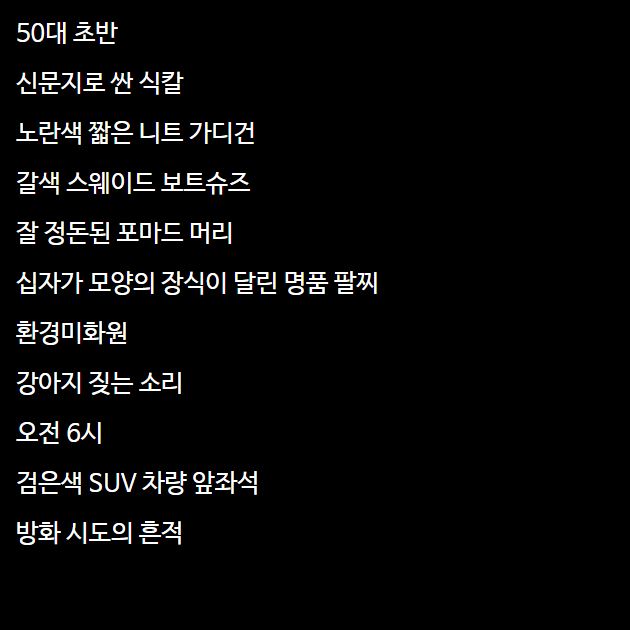 50대 초반
신문지로 싼 식칼
노란색 짧은 니트 가디건
갈색 스웨이드 보트슈즈
잘 정돈된 포마드 머리
십자가 모양의 장식이 달린 명품 팔찌
환경미화원
강아지 짖는 소리
오전 6시
검은색 SUV 차량 앞좌석
방화 시도의 흔적